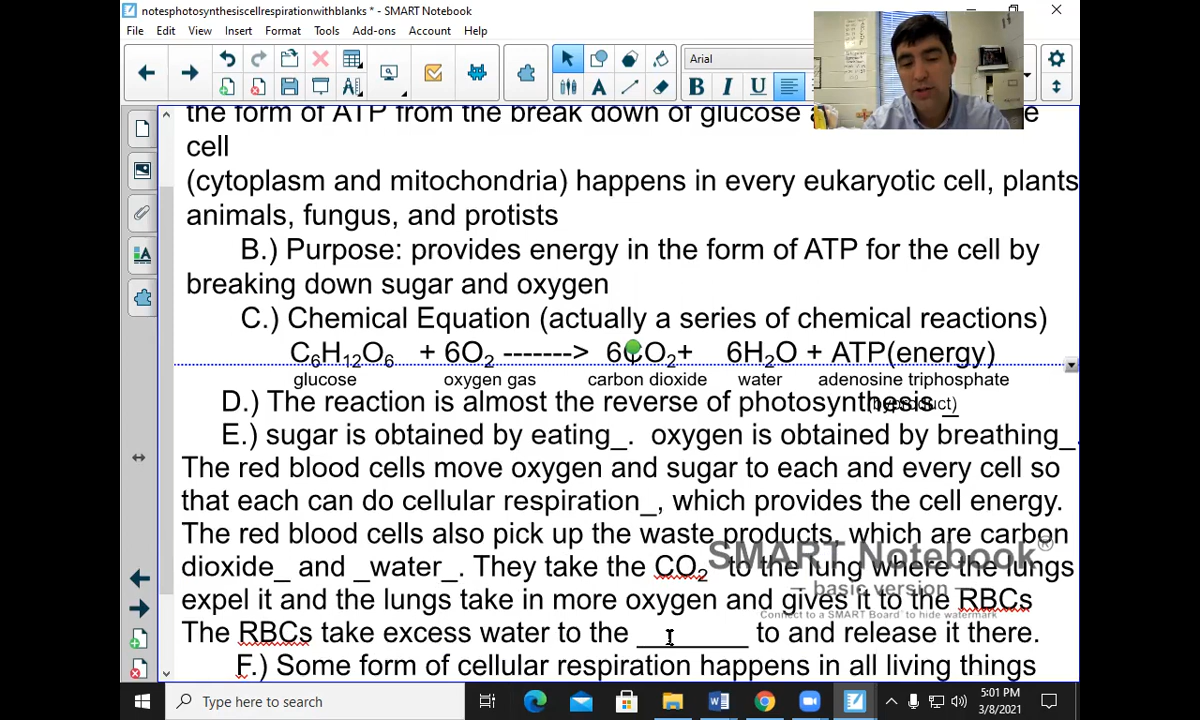 notesphotosynthesiscellrespirationwithblanks * - SMART Notebook
File Edit View Insert Format Tools Add-ons Account Help
Arial
B I U
the form of ATP from the break down of glucose
cell
(cytoplasm and mitochondria) happens in every eukaryotic cell, plants
animals, fungus, and protists
B.) Purpose: provides energy in the form of ATP for the cell by
breaking down sugar and oxygen
C.) Chemical Equation (actually a series of chemical reactions)
C₆H₁₂O₆ + 6O₂ -------> 6CO₂+ 6H₂O + ATP(energy)
glucose oxygen gas carbon dioxide water adenosine triphosphate
(byproduct)
D.) The reaction is almost the reverse of photosynthesis _
E.) sugar is obtained by eating_. oxygen is obtained by breathing_.
The red blood cells move oxygen and sugar to each and every cell so
that each can do cellular respiration_, which provides the cell energy.
The red blood cells also pick up the waste products, which are carbon
dioxide_ and _water_. They take the CO₂ to the lung where the lungs
expel it and the lungs take in more oxygen and gives it to the RBCs
The RBCs take excess water to the _______ to and release it there.
F.) Some form of cellular respiration happens in all living things
SMART Notebook®
basic version
Connect to a SMART Board® to hide watermark
Type here to search
5:01 PM
3/8/2021